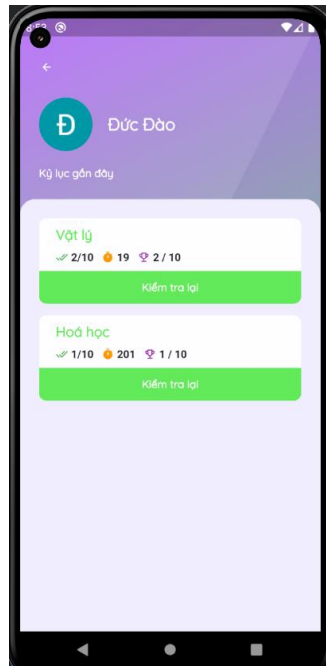 Đ
Đức Đào
Kỷ lục gần đây
Vật lý
2/10 19 2 / 10
Kiểm tra lại
Hoá học
1/10 201 1 / 10
Kiểm tra lại